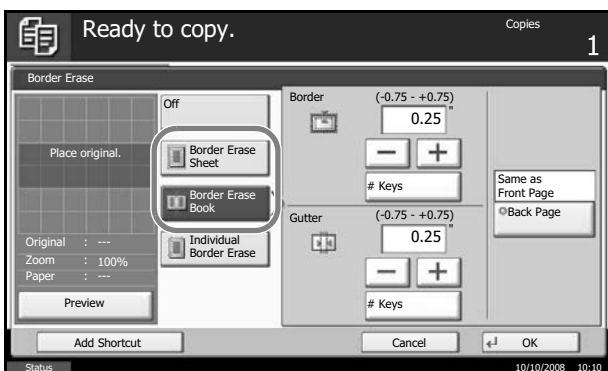 Ready to copy.
Copies
1
Border Erase
Place original.
Original : ---
Zoom : 100%
Paper : ---
Preview
Off
Border Erase
Sheet
Border Erase
Book
Individual
Border Erase
Border
(-0.75 - +0.75)
0.25 "
# Keys
Gutter
(-0.75 - +0.75)
0.25 "
# Keys
Same as
Front Page
Back Page
Add Shortcut
Cancel
OK
Status
10/10/2008 10:10